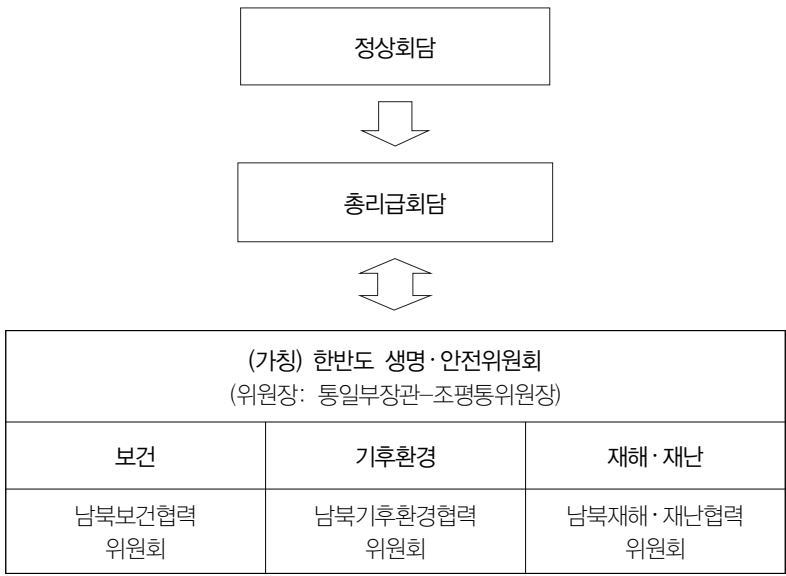 정상회담
총리급회담
(가칭) 한반도 생명·안전위원회
(위원장: 통일부장관–조평통위원장)
보건
기후환경
재해·재난
남북보건협력
위원회
남북기후환경협력
위원회
남북재해·재난협력
위원회